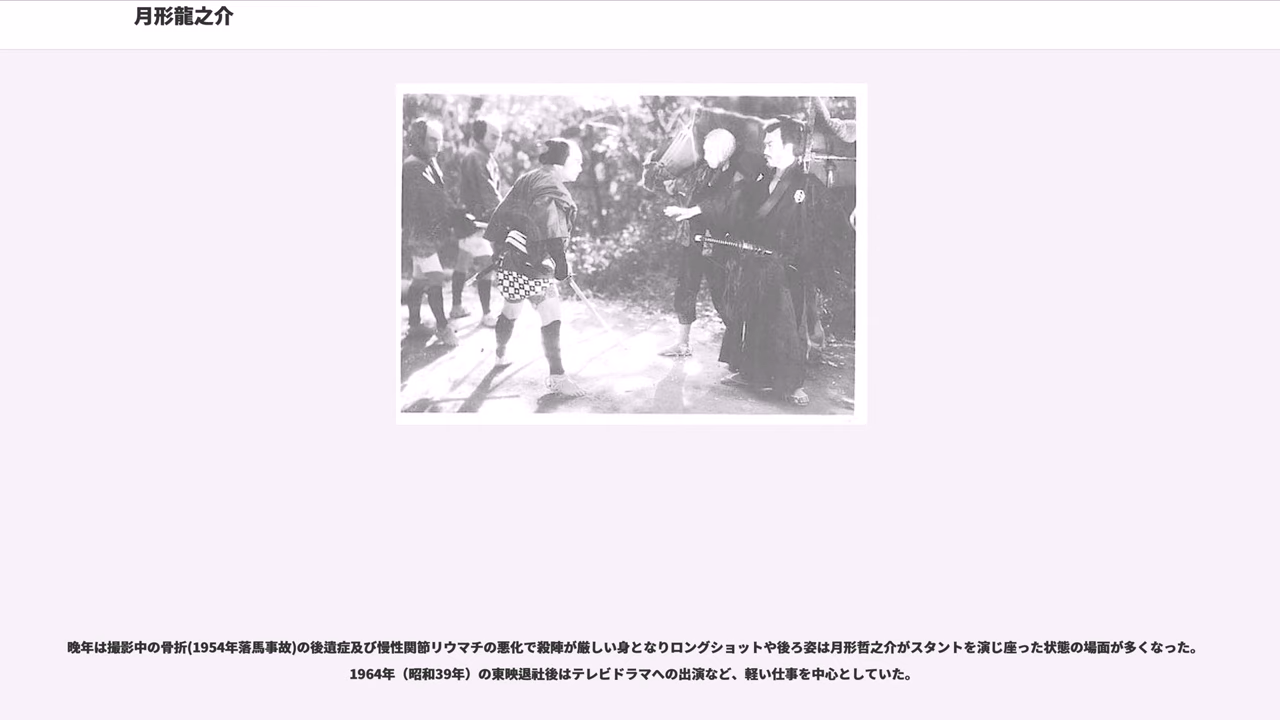 月形龍之介
晩年は撮影中の骨折(1954年落馬事故)の後遺症及び慢性関節リウマチの悪化で殺陣が厳しい身となりロングショットや後ろ姿は月形哲之介がスタントを演じ座った状態の場面が多くなった。
1964年（昭和39年）の東映退社後はテレビドラマへの出演など、軽い仕事を中心としていた。